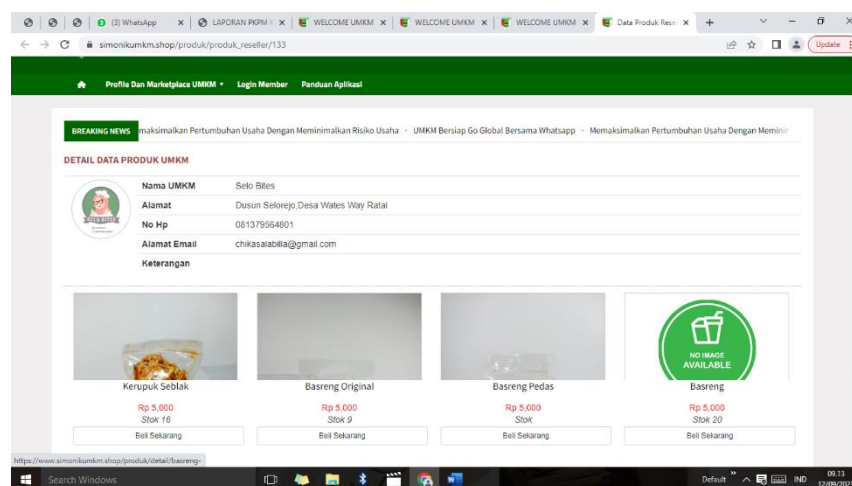 (3) WhatsApp
LAPORAN PKPM
WELCOME UMKM
WELCOME UMKM
WELCOME UMKM
Data Produk Rese
simonikumkm.shop/produk/produk_reseller/133
Update
Profile Dan Marketplace UMKM
Login Member
Panduan Aplikasi
BREAKING NEWS
maksimalkan Pertumbuhan Usaha Dengan Meminimalkan Risiko Usaha
UMKM Bersiap Go Global Bersama Whatsapp
Memaksimalkan Pertumbuhan Usaha Dengan Meminir
DETAIL DATA PRODUK UMKM
Nama UMKM Selo Bites
Alamat Dusun Selorejo,Desa Wates Way Ratai
No Hp 081379564801
Alamat Email chikasalabilla@gmail.com
Keterangan
NO IMAGE
AVAILABLE
Kerupuk Seblak Basreng Original Basreng Pedas Basreng
Rp 5,000 Rp 5,000 Rp 5,000 Rp 5,000
Stok 16 Stok 9 Stok Stok 20
Beli Sekarang Beli Sekarang Beli Sekarang Beli Sekarang
https://www.simonikumkm.shop/produk/detail/basreng-
Search Windows
Default
IND
09.13